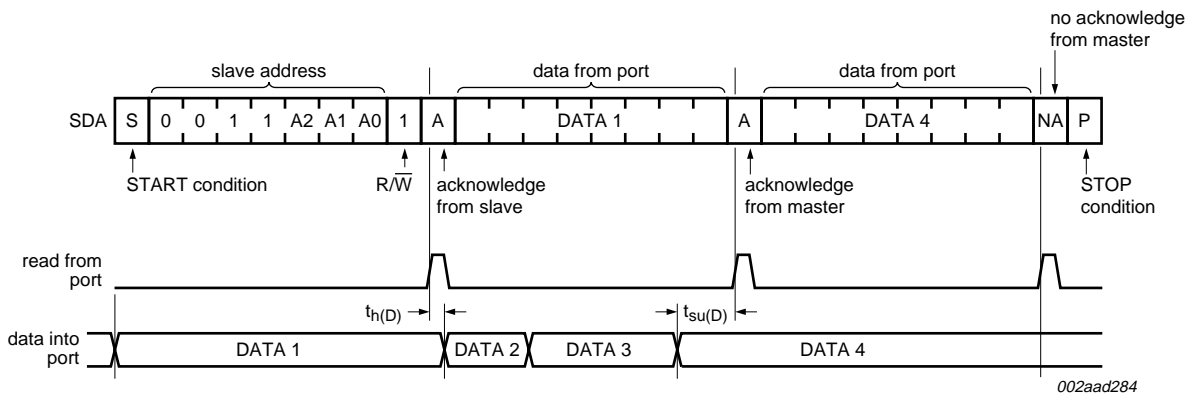 no acknowledge
from master
slave address
data from port
data from port
SDA S 0 0 1 1 A2 A1 A0 1 A DATA 1 A DATA 4 NA P
START condition
R/W̅
acknowledge
from slave
acknowledge
from master
STOP
condition
read from
port
th(D)
tsu(D)
data into
port
DATA 1 DATA 2 DATA 3 DATA 4
002aad284